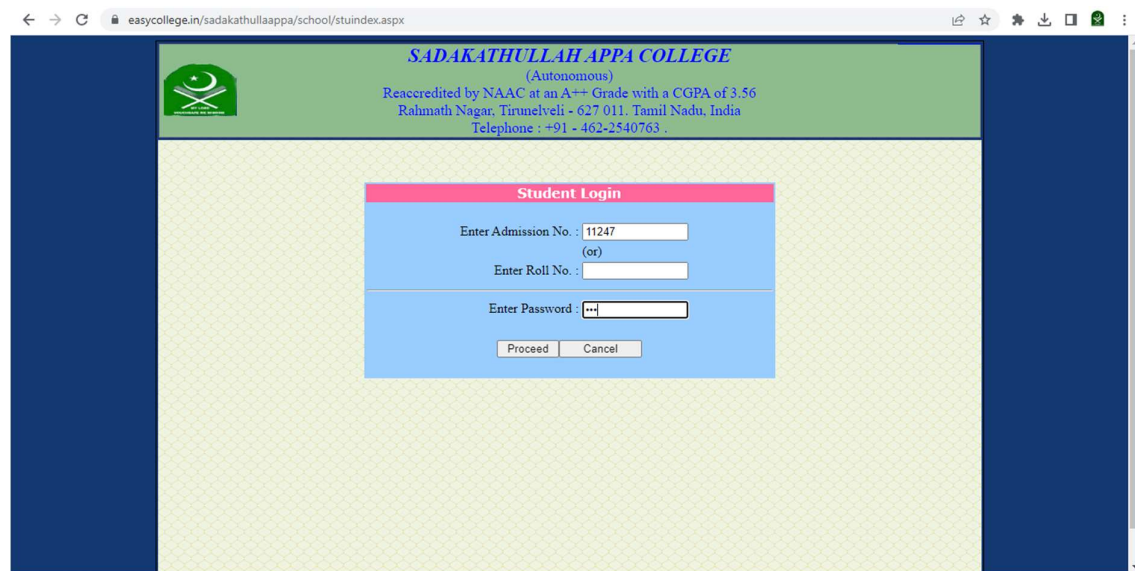 easycollege.in/sadakathullaappa/school/stuindex.aspx
SADAKATHULLAH APPA COLLEGE
(Autonomous)
Reaccredited by NAAC at an A++ Grade with a CGPA of 3.56
Rahmath Nagar, Tirunelveli - 627 011. Tamil Nadu, India
Telephone : +91 - 462-2540763 .
Student Login
Enter Admission No. : 11247
(or)
Enter Roll No. :
Enter Password : •••
Proceed Cancel